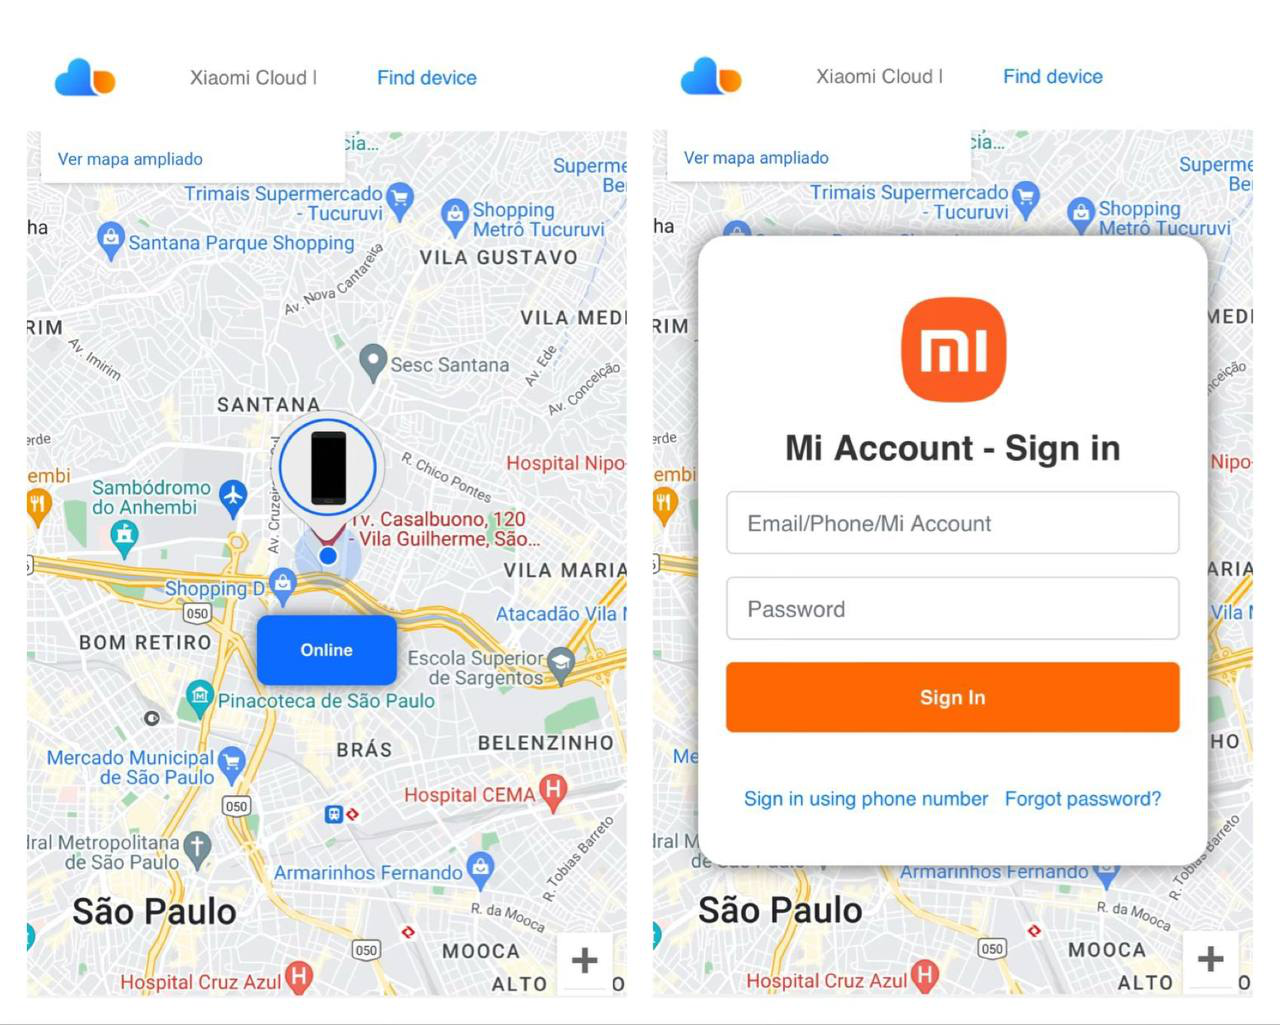 Xiaomi Cloud |
Find device
cia...
Ver mapa ampliado
Superme
Be
Trimais Supermercado
- Tucuruvi
Shopping
Metrô Tucuruvi
ha
Santana Parque Shopping
VILA GUSTAVO
Av. Nova Cantareira
VILA MEDI
RIM
Av. Imirim
Sesc Santana
Av. Ede
Av. Conceição
SANTANA
erde
R. Chico Pontes
Hospital Nipo-
embi
Sambódromo
do Anhembi
Av. Cruzeiro
Tv. Casalbuono, 120
- Vila Guilherme, São...
VILA MARIA
Shopping D
050
Atacadão Vila M
BOM RETIRO
Online
Escola Superior
de Sargentos
Pinacoteca de São Paulo
BRÁS
BELENZINHO
Mercado Municipal
de São Paulo
Hospital CEMA
050
dral Metropolitana
de São Paulo
Armarinhos Fernando
R. Tobias Barreto
São Paulo
R. da Mooca
050
MOOCA
Hospital Cruz Azul
ALTO
Xiaomi Cloud |
Find device
cia...
Ver mapa ampliado
Superme
Be
Trimais Supermercado
- Tucuruvi
Shopping
Metrô Tucuruvi
ha
RIM
MEDI
mi
Mi Account - Sign in
nceição
erde
Nipo-
embi
Email/Phone/Mi Account
ARIA
Password
Vila M
Sign In
HO
Me
Sign in using phone number
Forgot password?
dral M
de São Paulo
Armarinhos Fernando
R. Tobias Barreto
São Paulo
R. da Mooca
050
MOOCA
Hospital Cruz Azul
ALTO